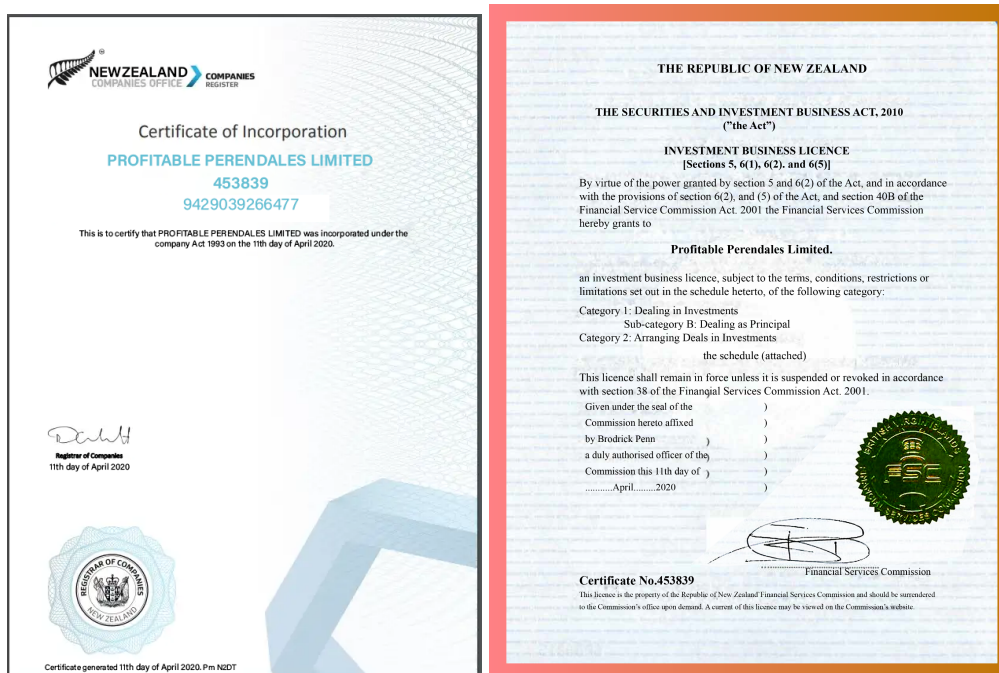 NEWZEALAND
COMPANIES OFFICE
COMPANIES
REGISTER
Certificate of Incorporation
PROFITABLE PERENDALES LIMITED
453839
9429039266477
This is to certify that PROFITABLE PERENDALES LIMITED was incorporated under the
company Act 1993 on the 11th day of April 2020.
Registrar of Companies
11th day of April 2020
REGISTRAR OF COMPANIES
NEW ZEALAND
Certificate generated 11th day of April 2020. Pm N2DT
THE REPUBLIC OF NEW ZEALAND
THE SECURITIES AND INVESTMENT BUSINESS ACT, 2010
("the Act")
INVESTMENT BUSINESS LICENCE
[Sections 5, 6(1), 6(2). and 6(5)]
By virtue of the power granted by section 5 and 6(2) of the Act, and in accordance
with the provisions of section 6(2), and (5) of the Act, and section 40B of the
Financial Service Commission Act. 2001 the Financial Services Commission
hereby grants to
Profitable Perendales Limited.
an investment business licence, subject to the terms, conditions, restrictions or
limitations set out in the schedule heterto, of the following category:
Category 1: Dealing in Investments
Sub-category B: Dealing as Principal
Category 2: Arranging Deals in Investments
the schedule (attached)
This licence shall remain in force unless it is suspended or revoked in accordance
with section 38 of the Financial Services Commission Act. 2001.
Given under the seal of the )
Commission hereto affixed )
by Brodrick Penn ) )
a duly authorised officer of the) )
Commission this 11th day of ) )
...........April.........2020 )
BRITISH VIRGIN ISLANDS
FSC
FINANCIAL SERVICES COMMISSION
Financial Services Commission
Certificate No.453839
This licence is the property of the Republic of New Zealand Financial Services Commission and should be surrendered
to the Commission's office upon demand. A current of this licence may be viewed on the Commission's website.